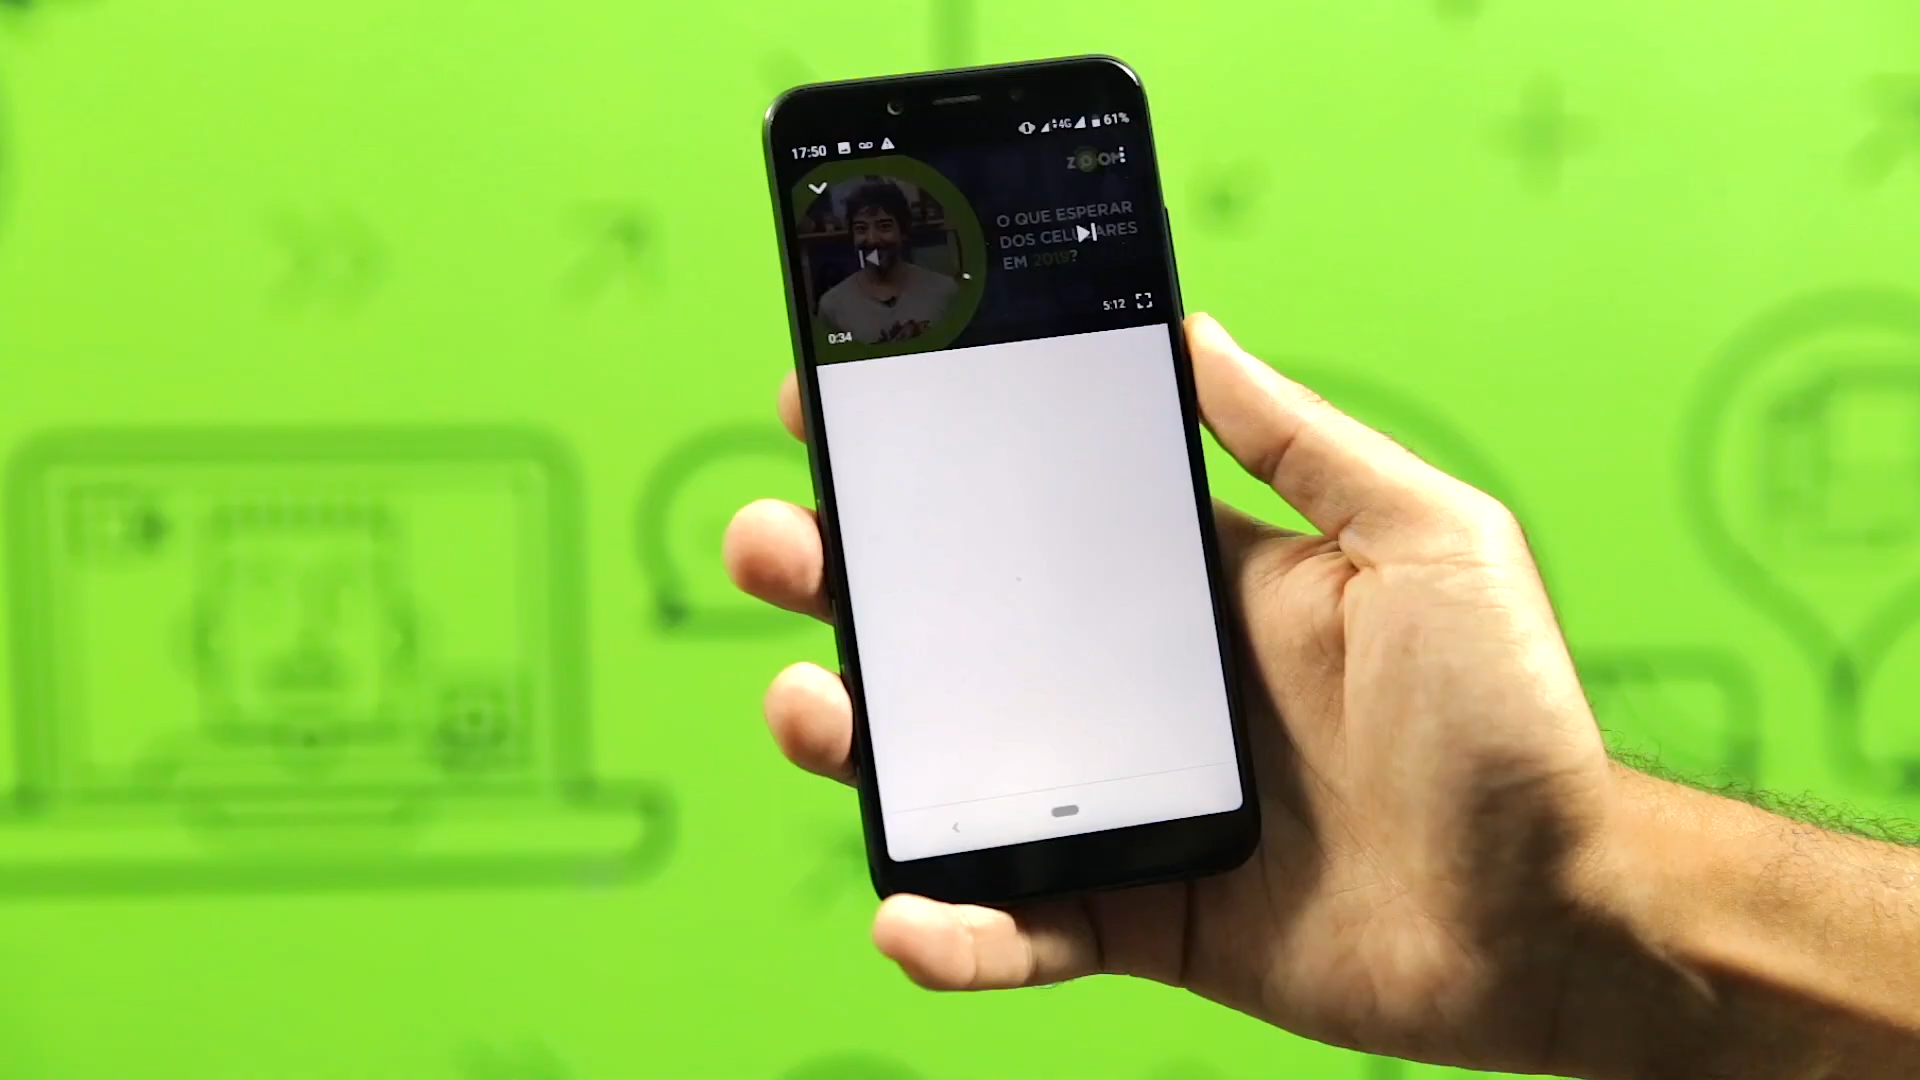 17:50
4G 61%
ZOOM
O QUE ESPERAR
DOS CELULARES
EM 2019?
0:34
5:12